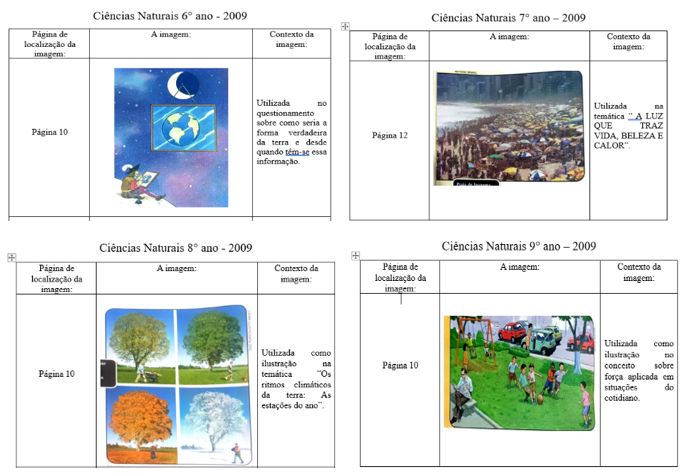 Ciências Naturais 6° ano - 2009
Página de
localização da
imagem:
A imagem:
Contexto da
imagem:
Página 10
Utilizada no
questionamento
sobre como seria a
forma verdadeira
da terra e desde
quando têm-se essa
informação.
Ciências Naturais 7° ano – 2009
Página de
localização da
imagem:
A imagem:
Contexto da
imagem:
Página 12
Utilizada na
temática " A LUZ
QUE TRAZ
VIDA, BELEZA E
CALOR".
Ciências Naturais 8° ano - 2009
Página de
localização da
imagem:
A imagem:
Contexto da
imagem:
Página 10
Utilizada como
ilustração na
temática "Os
ritmos climáticos
da terra: As
estações do ano".
Ciências Naturais 9° ano – 2009
Página de
localização da
imagem:
A imagem:
Contexto da
imagem:
Página 10
Utilizada como
ilustração no
conceito sobre
força aplicada em
situações do
cotidiano.